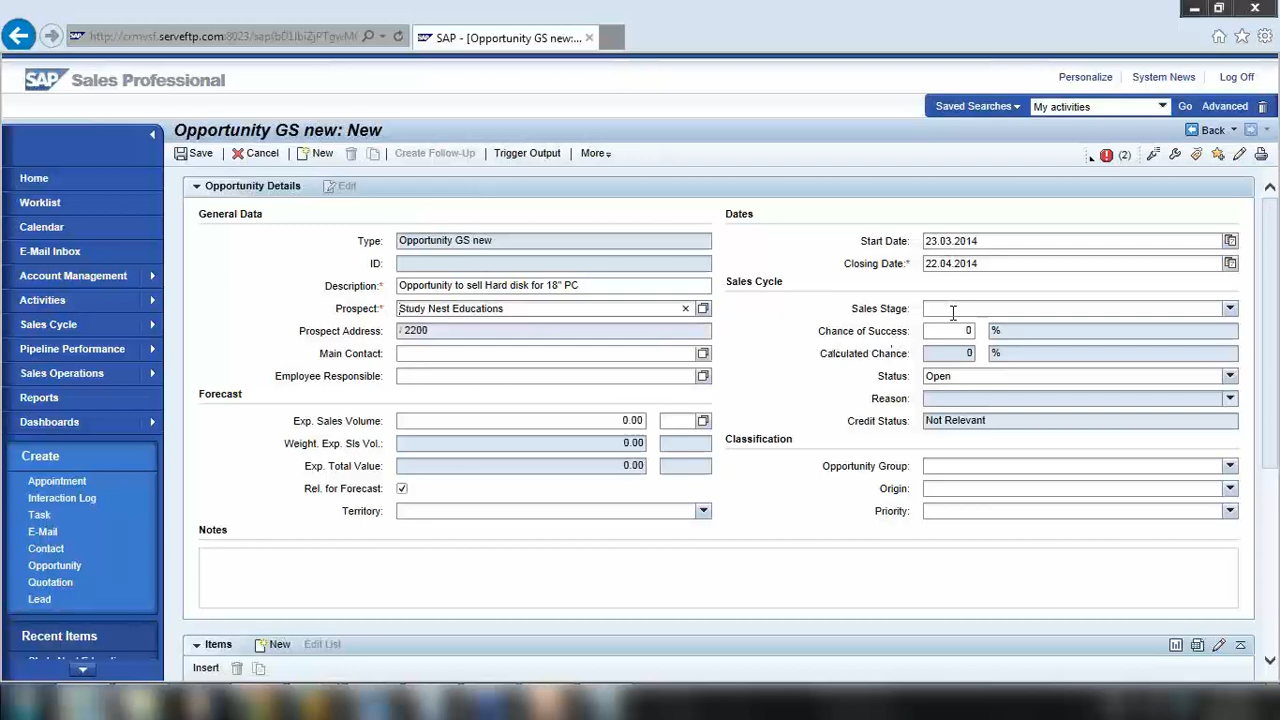 http://crmvsf.serveftp.com:8023/sap(bD1lbiZjPTgwMC
SAP - [Opportunity GS new:...
SAP Sales Professional
Personalize System News Log Off
Saved Searches My activities Go Advanced
Opportunity GS new: New
Back
Save Cancel New Create Follow-Up Trigger Output More
(2)
Home
Worklist
Calendar
E-Mail Inbox
Account Management
Activities
Sales Cycle
Pipeline Performance
Sales Operations
Reports
Dashboards
Create
Appointment
Interaction Log
Task
E-Mail
Contact
Opportunity
Quotation
Lead
Recent Items
Opportunity Details Edit
General Data
Type: Opportunity GS new
ID:
Description:* Opportunity to sell Hard disk for 18" PC
Prospect:* Study Nest Educations
Prospect Address: 2200
Main Contact:
Employee Responsible:
Forecast
Exp. Sales Volume: 0.00
Weight. Exp. Sls Vol.: 0.00
Exp. Total Value: 0.00
Rel. for Forecast:
Territory:
Dates
Start Date: 23.03.2014
Closing Date:* 22.04.2014
Sales Cycle
Sales Stage:
Chance of Success: 0 %
Calculated Chance: 0 %
Status: Open
Reason:
Credit Status: Not Relevant
Classification
Opportunity Group:
Origin:
Priority:
Notes
Items New Edit List
Insert